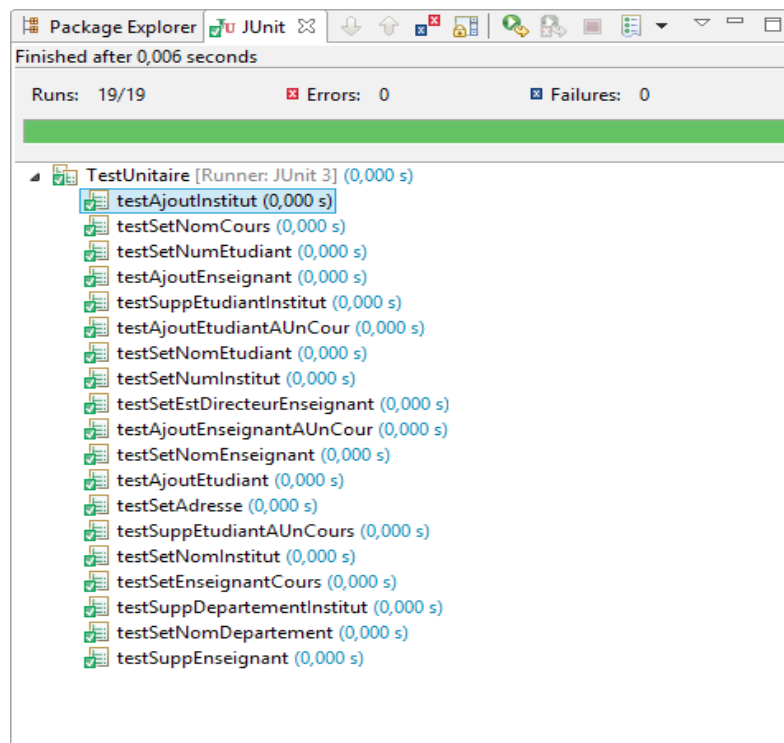 Package Explorer JUnit
Finished after 0,006 seconds
Runs: 19/19 Errors: 0 Failures: 0
TestUnitaire [Runner: JUnit 3] (0,000 s)
testAjoutInstitut (0,000 s)
testSetNomCours (0,000 s)
testSetNumEtudiant (0,000 s)
testAjoutEnseignant (0,000 s)
testSuppEtudiantInstitut (0,000 s)
testAjoutEtudiantAUnCour (0,000 s)
testSetNomEtudiant (0,000 s)
testSetNumInstitut (0,000 s)
testSetEstDirecteurEnseignant (0,000 s)
testAjoutEnseignantAUnCour (0,000 s)
testSetNomEnseignant (0,000 s)
testAjoutEtudiant (0,000 s)
testSetAdresse (0,000 s)
testSuppEtudiantAUnCours (0,000 s)
testSetNomInstitut (0,000 s)
testSetEnseignantCours (0,000 s)
testSuppDepartementInstitut (0,000 s)
testSetNomDepartement (0,000 s)
testSuppEnseignant (0,000 s)